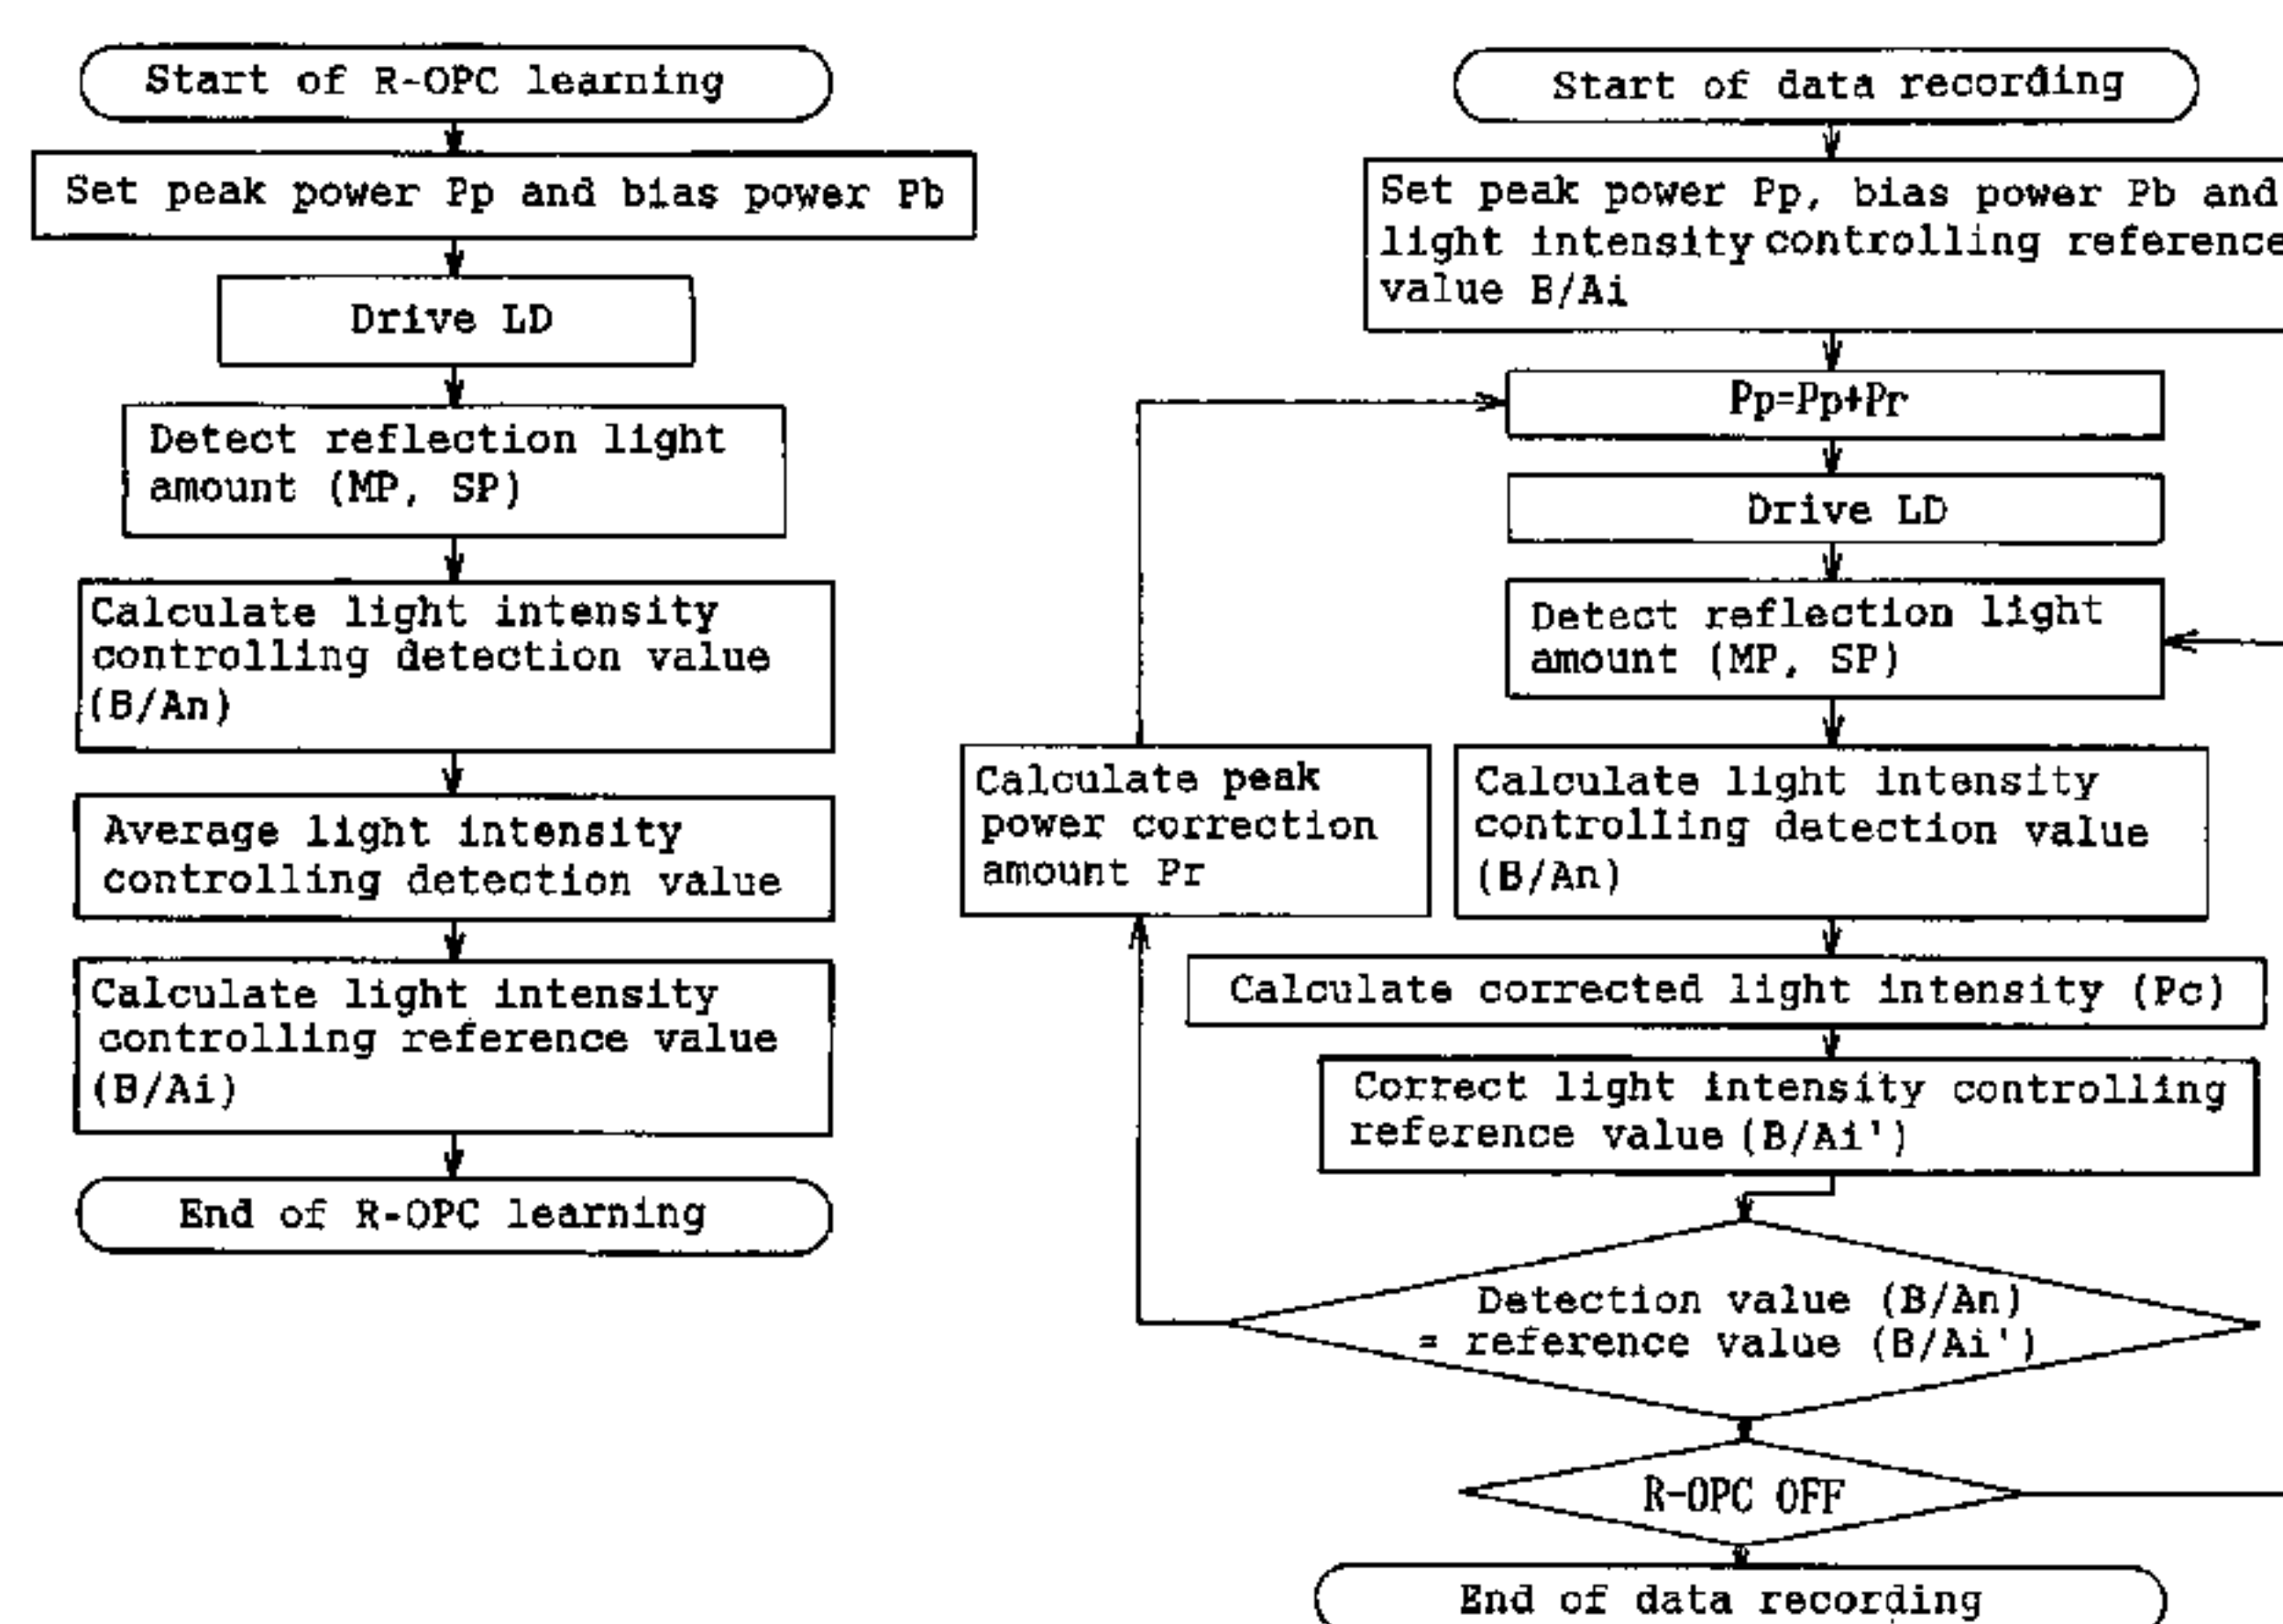 Start of R-OPC learning
Set peak power Pp and bias power Pb
Drive LD
Detect reflection light
amount (MP, SP)
Calculate light intensity
controlling detection value
(B/An)
Average light intensity
controlling detection value
Calculate light intensity
controlling reference value
(B/Ai)
End of R-OPC learning
Start of data recording
Set peak power Pp, bias power Pb and
light intensity controlling reference
value B/Ai
Pp=Pp+Pr
Drive LD
Detect reflection light
amount (MP, SP)
Calculate peak
power correction
amount Pr
Calculate light intensity
controlling detection value
(B/An)
Calculate corrected light intensity (Pc)
Correct light intensity controlling
reference value (B/Ai')
Detection value (B/An)
= reference value (B/Ai')
R-OPC OFF
End of data recording